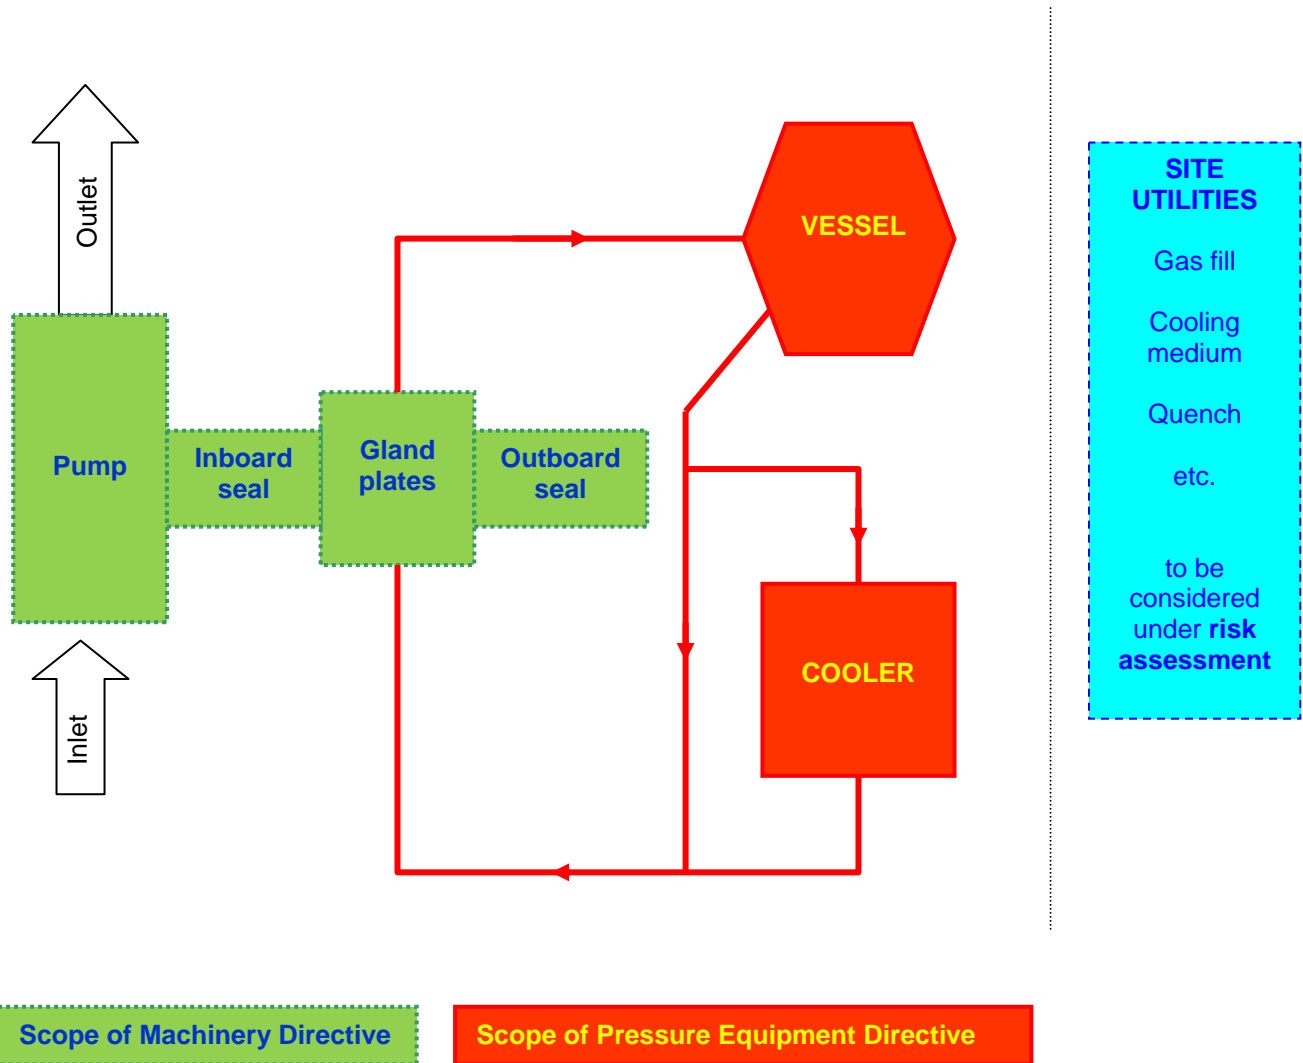 Outlet
Pump
Inboard
seal
Gland
plates
Outboard
seal
Inlet
VESSEL
COOLER
SITE
UTILITIES
Gas fill
Cooling
medium
Quench
etc.
to be
considered
under risk
assessment
Scope of Machinery Directive
Scope of Pressure Equipment Directive